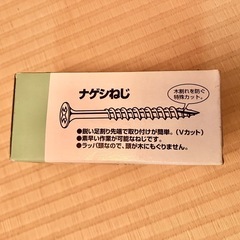 ナゲシねじ
木割れを防ぐ
特殊カット。
●鋭い足割り先端で取り付けが簡単。（Vカット）
●素早い作業が可能なねじです。
●ラッパ頭なので、頭が木にもぐりません。